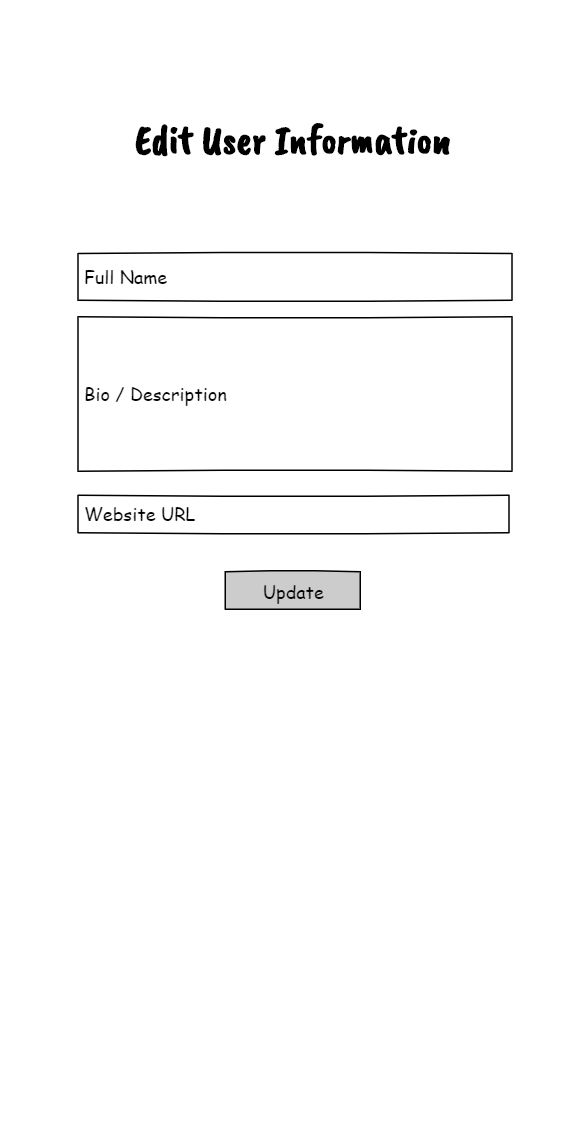 Edit User Information
Full Name
Bio / Description
Website URL
Update